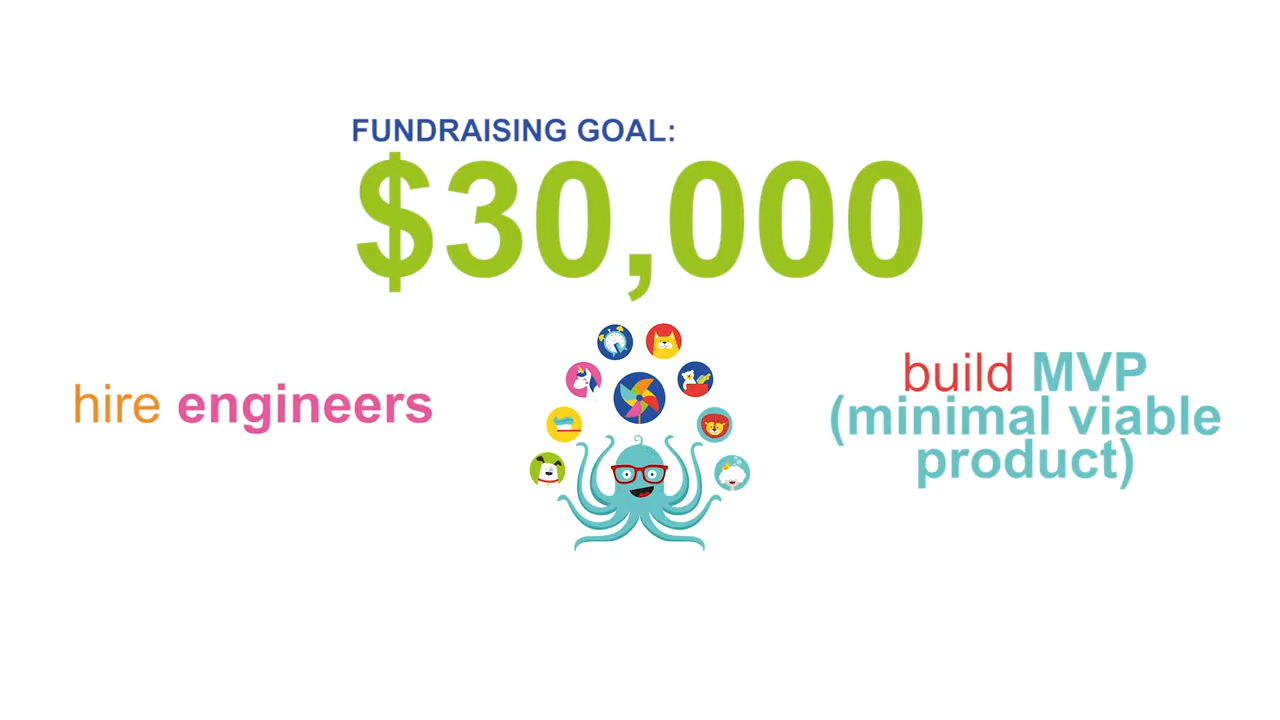 FUNDRAISING GOAL:
$30,000
hire engineers
build MVP
(minimal viable
product)